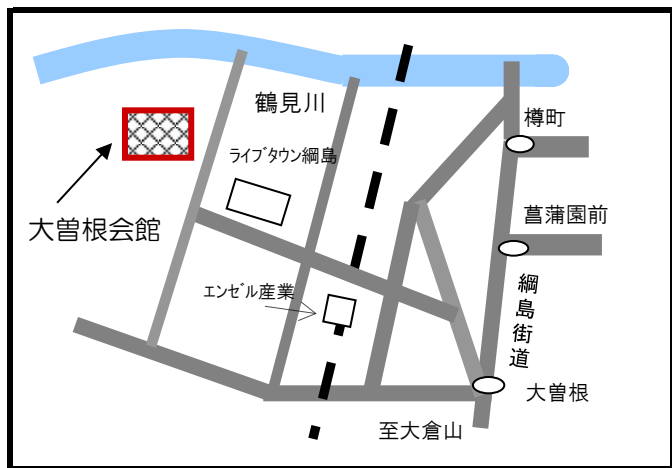 鶴見川
樽町
ライブタウン綱島
大曽根会館
菖蒲園前
エンゼル産業
綱島街道
大曽根
至大倉山